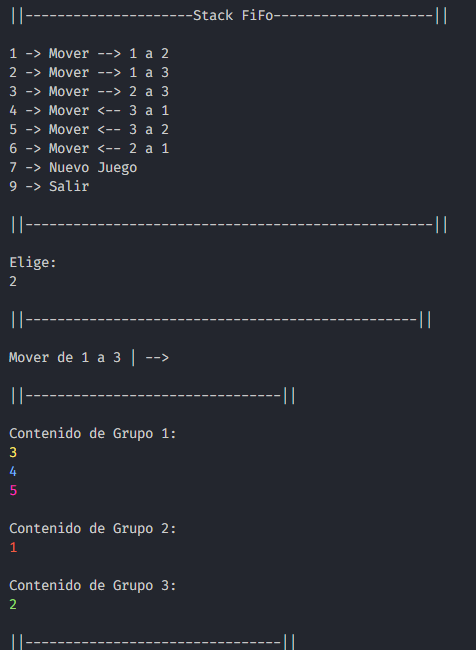 ||---------------------Stack FiFo--------------------||
1 -> Mover --> 1 a 2
2 -> Mover --> 1 a 3
3 -> Mover --> 2 a 3
4 -> Mover <-- 3 a 1
5 -> Mover <-- 3 a 2
6 -> Mover <-- 2 a 1
7 -> Nuevo Juego
9 -> Salir
||---------------------------------------------------||
Elige:
2
||-------------------------------------------------||
Mover de 1 a 3 | -->
||--------------------------------||
Contenido de Grupo 1:
3
4
5
Contenido de Grupo 2:
1
Contenido de Grupo 3:
2
||--------------------------------||